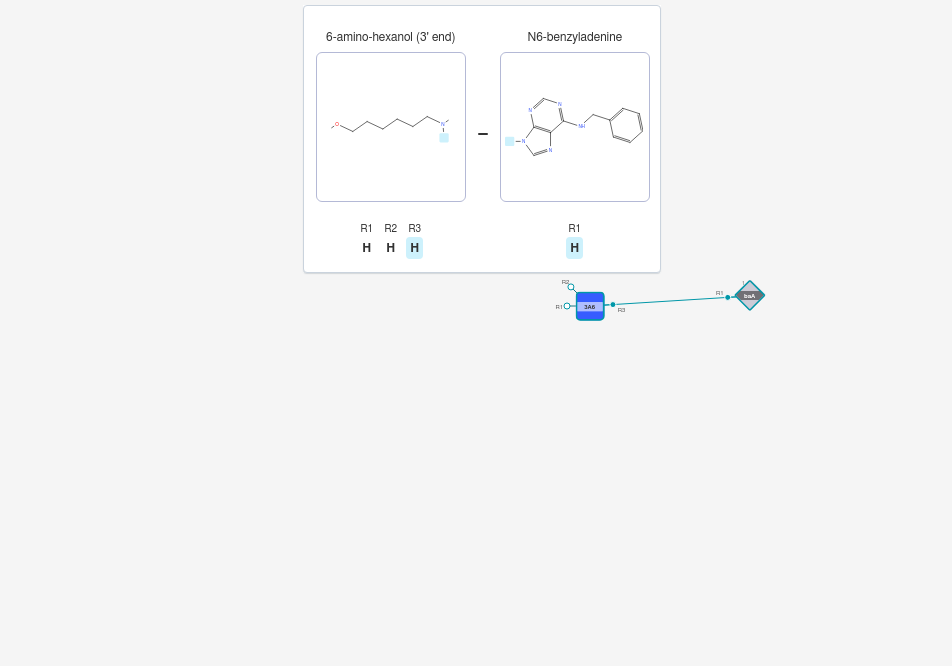 6-amino-hexanol (3' end) N6-benzyladenine
O N
N N NH N N
R1 R2 R3 R1
H H H H
R2
R1 3A6 R3 R1 baA